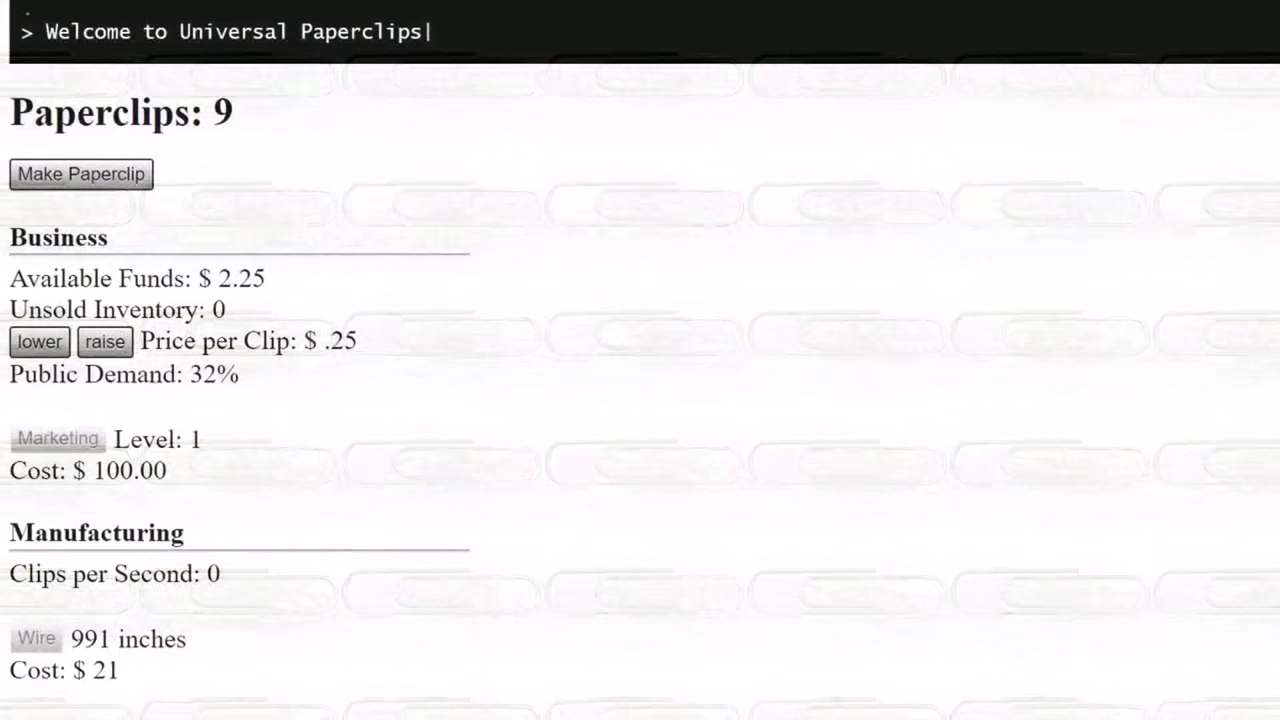 .
> Welcome to Universal Paperclips|
Paperclips: 9
Make Paperclip
Business
Available Funds: $ 2.25
Unsold Inventory: 0
lower raise Price per Clip: $ .25
Public Demand: 32%
Marketing Level: 1
Cost: $ 100.00
Manufacturing
Clips per Second: 0
Wire 991 inches
Cost: $ 21